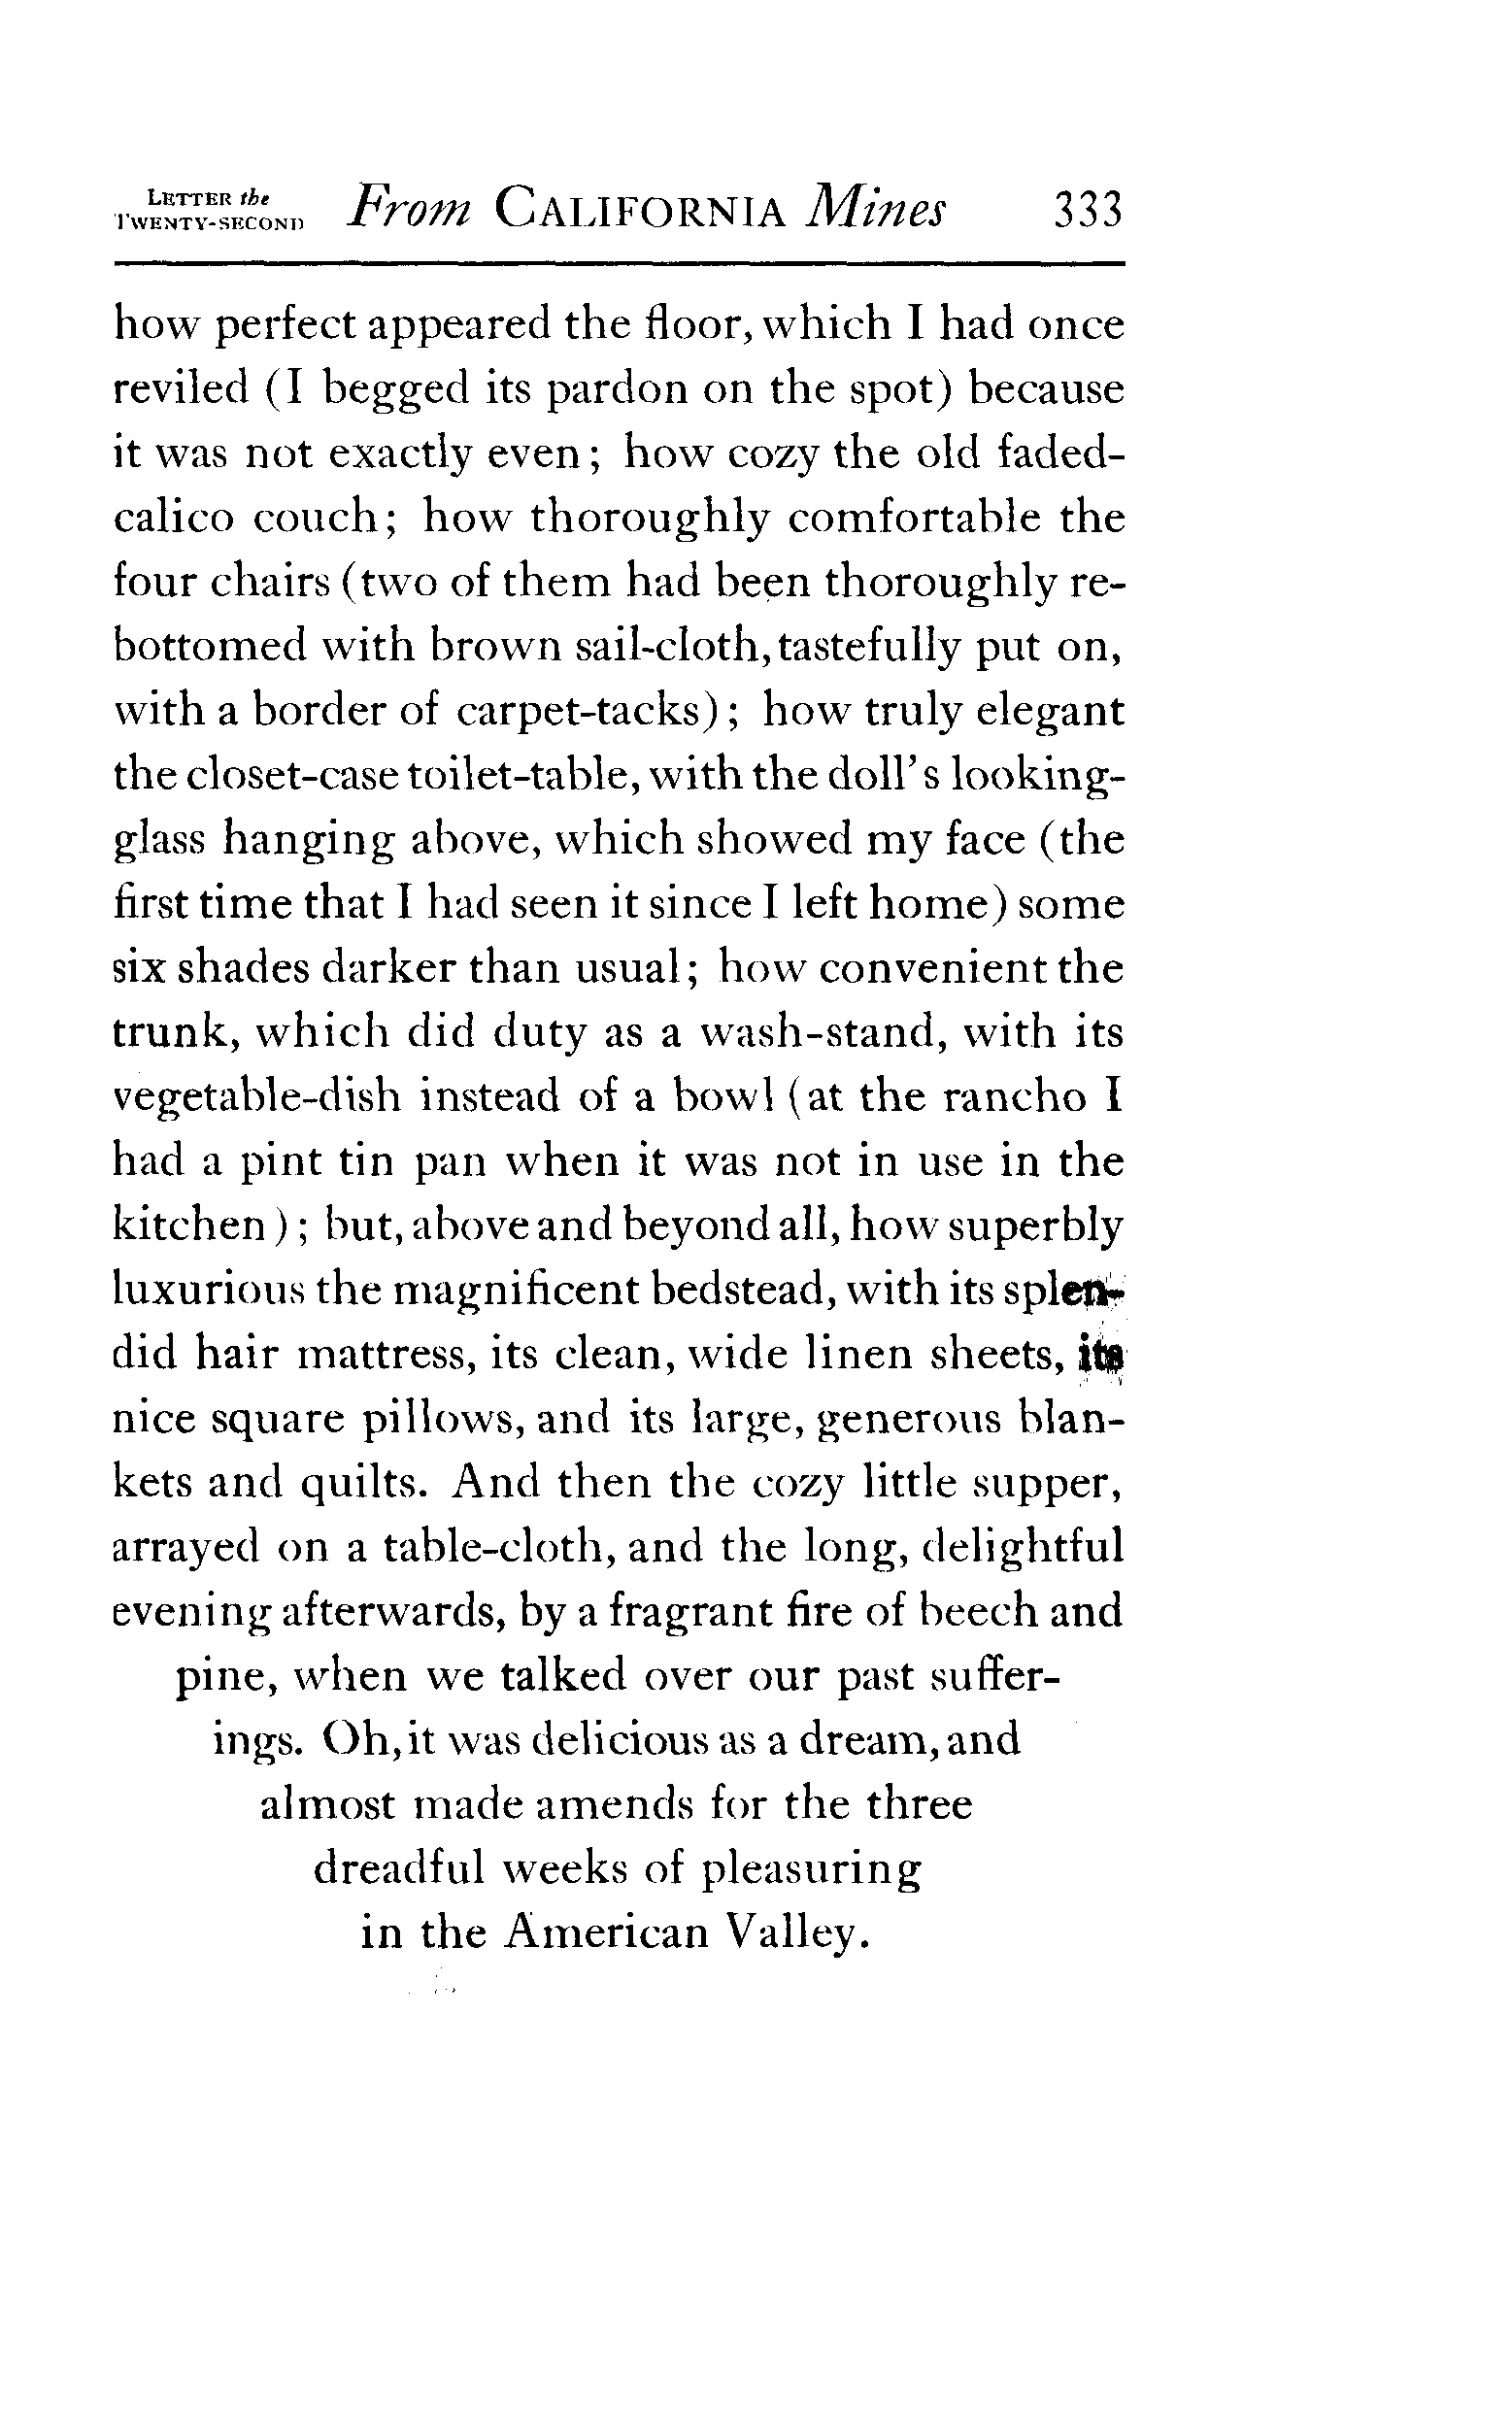 LETTER the
TWENTY-SECOND From CALIFORNIA Mines 333
how perfect appeared the floor, which I had once
reviled (I begged its pardon on the spot) because
it was not exactly even; how cozy the old faded-
calico couch; how thoroughly comfortable the
four chairs (two of them had been thoroughly re-
bottomed with brown sail-cloth, tastefully put on,
with a border of carpet-tacks); how truly elegant
the closet-case toilet-table, with the doll's looking-
glass hanging above, which showed my face (the
first time that I had seen it since I left home) some
six shades darker than usual; how convenient the
trunk, which did duty as a wash-stand, with its
vegetable-dish instead of a bowl (at the rancho I
had a pint tin pan when it was not in use in the
kitchen); but, above and beyond all, how superbly
luxurious the magnificent bedstead, with its splen-
did hair mattress, its clean, wide linen sheets, its
nice square pillows, and its large, generous blan-
kets and quilts. And then the cozy little supper,
arrayed on a table-cloth, and the long, delightful
evening afterwards, by a fragrant fire of beech and
pine, when we talked over our past suffer-
ings. Oh, it was delicious as a dream, and
almost made amends for the three
dreadful weeks of pleasuring
in the American Valley.